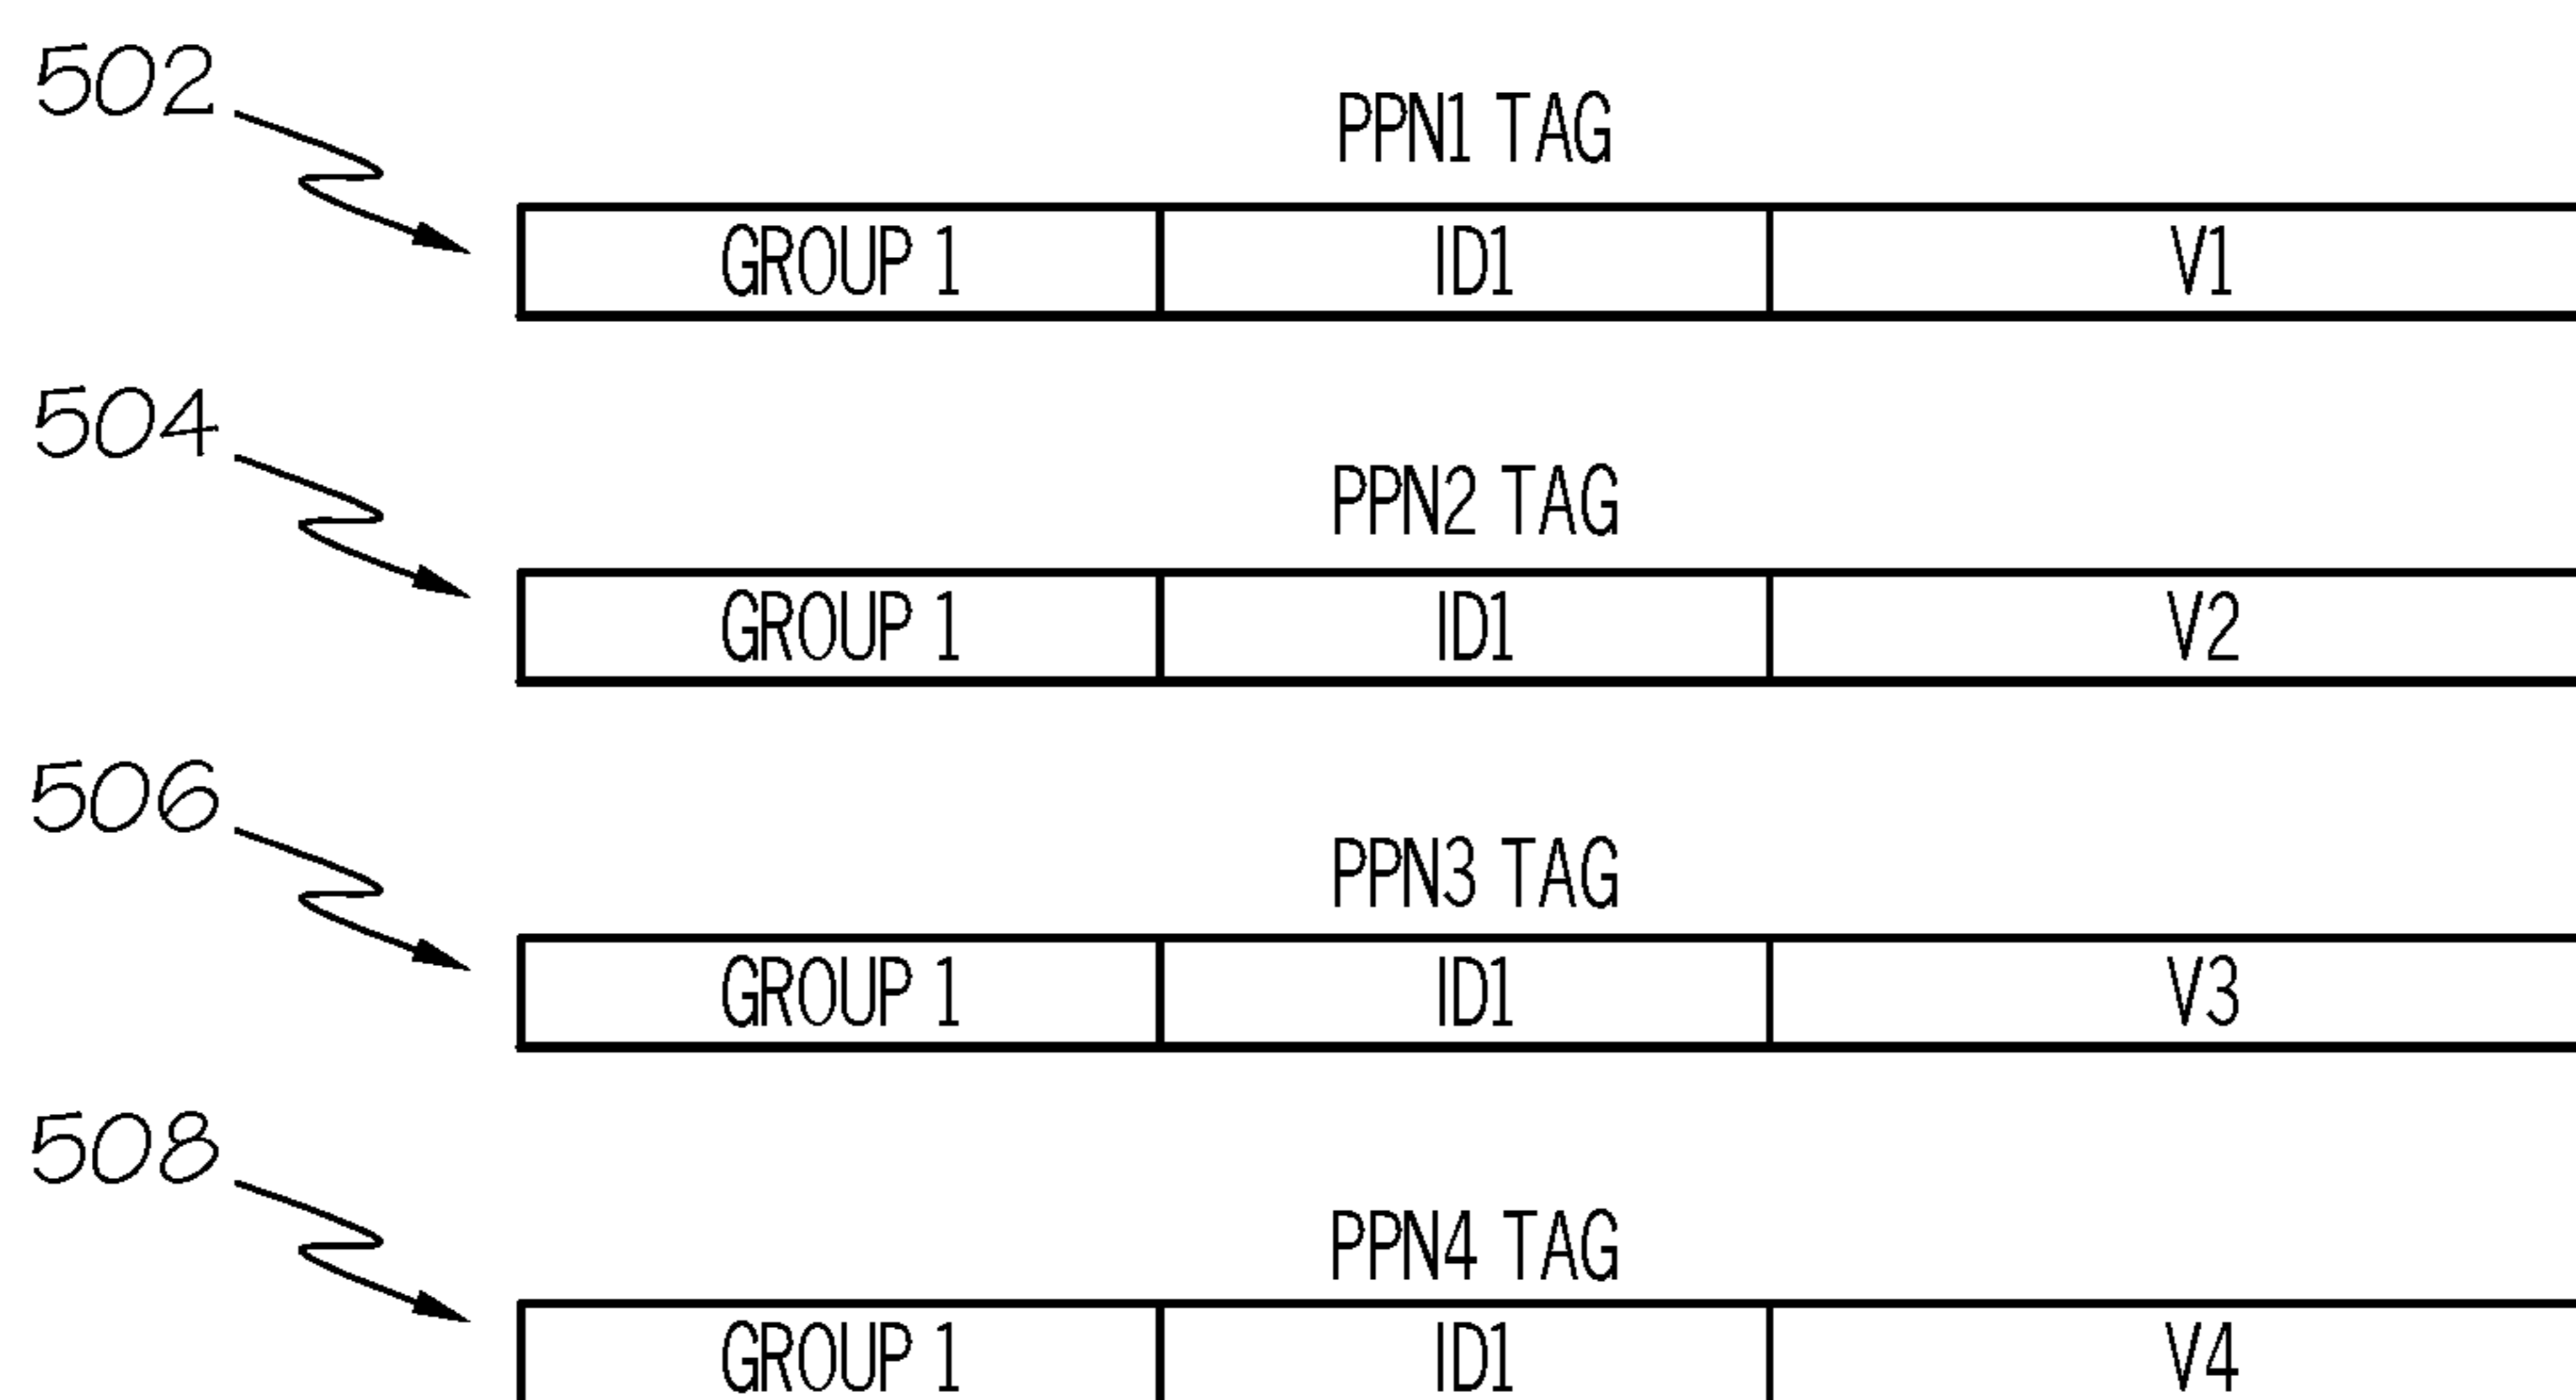 502
PPN1 TAG
GROUP 1 ID1 V1
504
PPN2 TAG
GROUP 1 ID1 V2
506
PPN3 TAG
GROUP 1 ID1 V3
508
PPN4 TAG
GROUP 1 ID1 V4